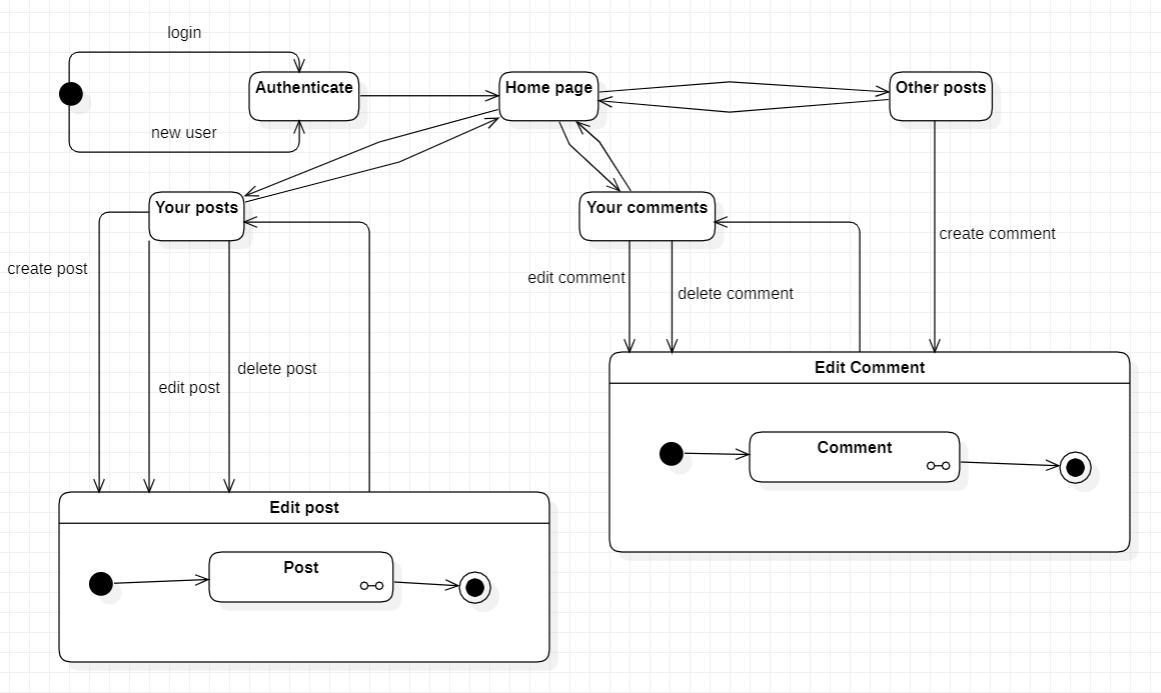 login
Authenticate
Home page
Other posts
new user
Your posts
Your comments
create comment
create post
edit comment
delete comment
delete post
edit post
Edit Comment
Comment
Edit post
Post